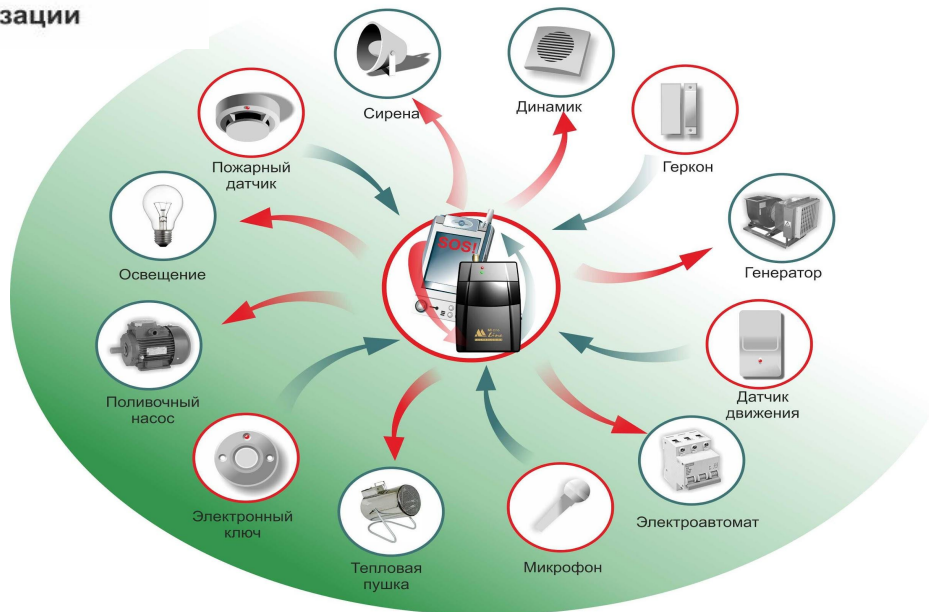 зации
Сирена
Динамик
Геркон
Пожарный
датчик
Освещение
Генератор
SOS!
Поливочный
насос
Датчик
движения
Электронный
ключ
Электроавтомат
Тепловая
пушка
Микрофон